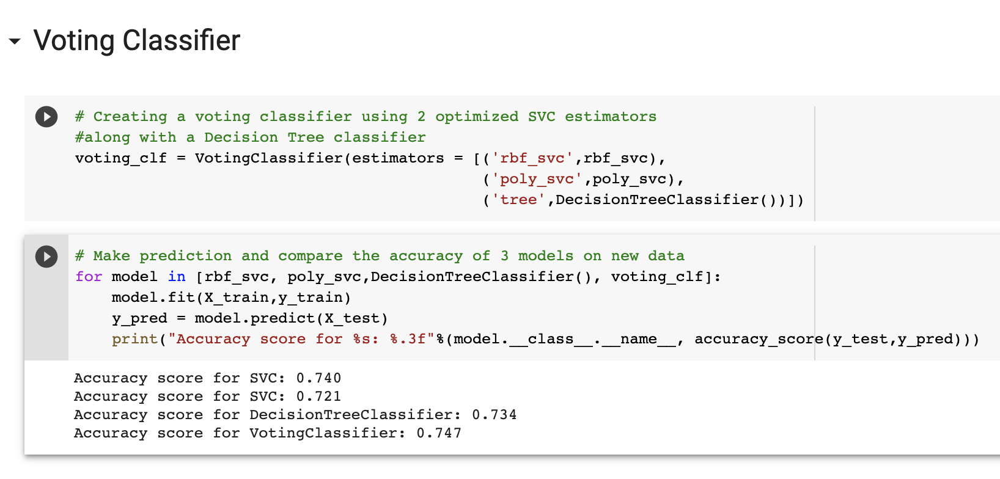 Voting Classifier
# Creating a voting classifier using 2 optimized SVC estimators
#along with a Decision Tree classifier
voting_clf = VotingClassifier(estimators = [('rbf_svc',rbf_svc),
('poly_svc',poly_svc),
('tree',DecisionTreeClassifier())])
# Make prediction and compare the accuracy of 3 models on new data
for model in [rbf_svc, poly_svc,DecisionTreeClassifier(), voting_clf]:
model.fit(X_train,y_train)
y_pred = model.predict(X_test)
print("Accuracy score for %s: %.3f"%(model.__class__.__name__, accuracy_score(y_test,y_pred)))
Accuracy score for SVC: 0.740
Accuracy score for SVC: 0.721
Accuracy score for DecisionTreeClassifier: 0.734
Accuracy score for VotingClassifier: 0.747